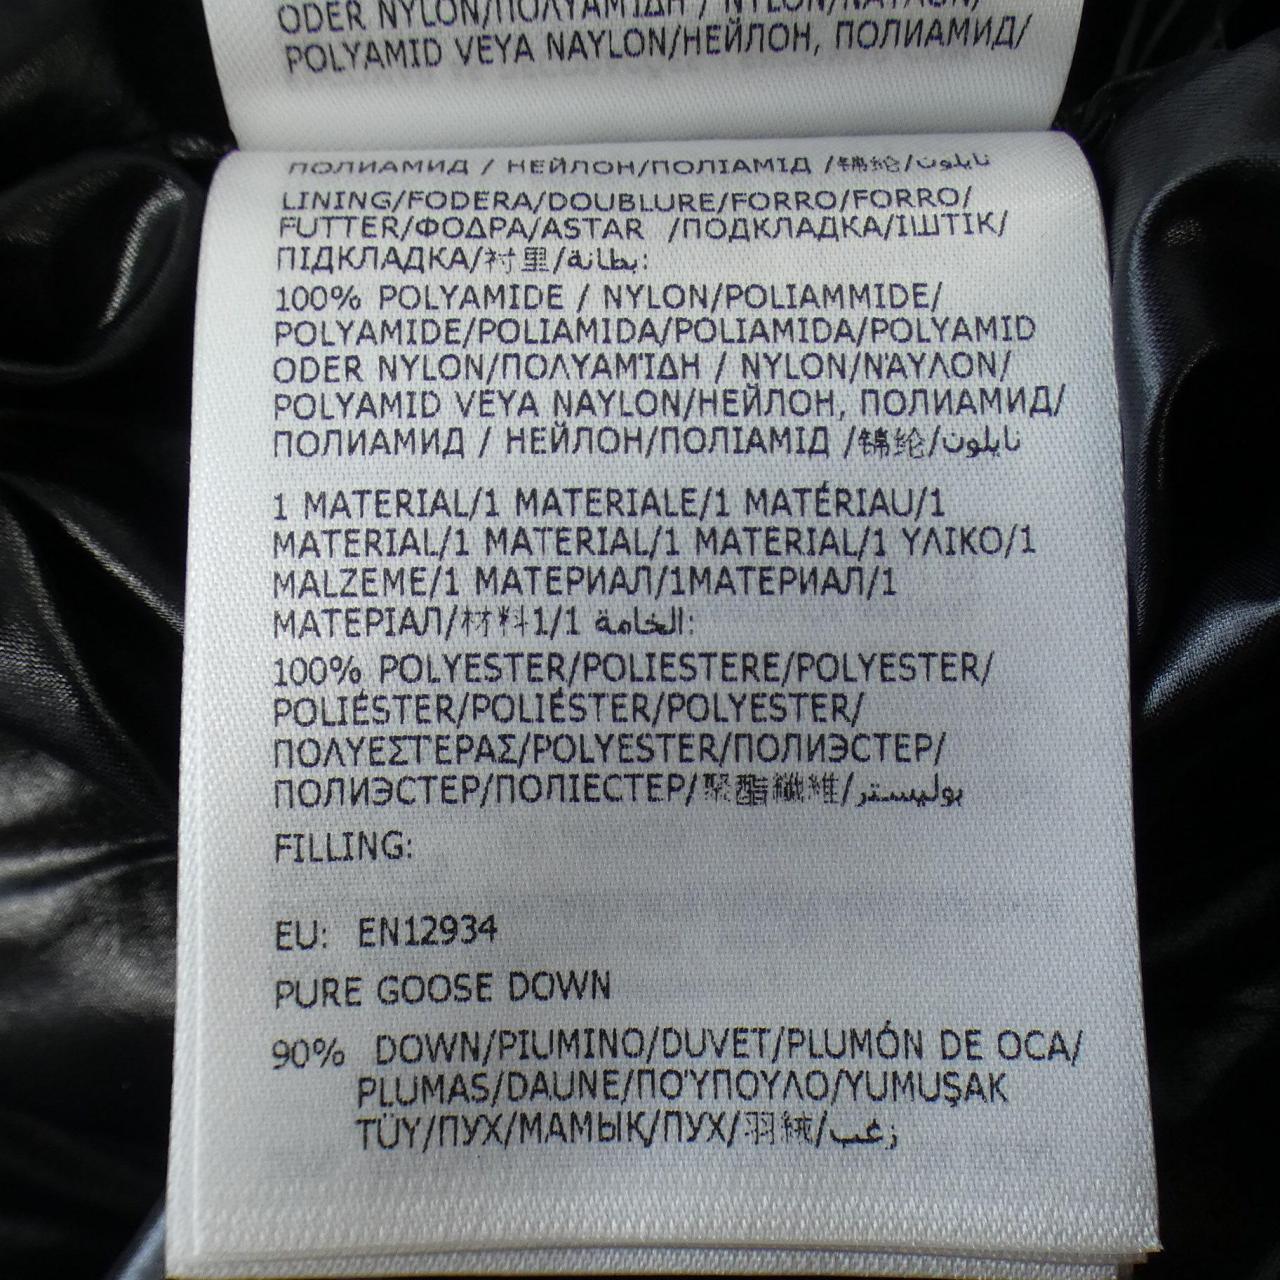 ODER NYLON/ΠΟΛΥΑΜΊΔΗ / NYLON/ΝΆΥΛΟΝ/
POLYAMID VEYA NAYLON/НЕЙЛОН, ПОЛИАМИД/
ПОЛИАМИД / НЕЙЛОН/ПОЛІАМІД /锦纶/نايلون
LINING/FODERA/DOUBLURE/FORRO/FORRO/
FUTTER/ΦΟΔΡΑ/ASTAR /ПОДКЛАДКА/ІШТІК/
ПІДКЛАДКА/衬里/بطانة:
100% POLYAMIDE / NYLON/POLIAMMIDE/
POLYAMIDE/POLIAMIDA/POLIAMIDA/POLYAMID
ODER NYLON/ΠΟΛΥΑΜΊΔΗ / NYLON/ΝΆΥΛΟΝ/
POLYAMID VEYA NAYLON/НЕЙЛОН, ПОЛИАМИД/
ПОЛИАМИД / НЕЙЛОН/ПОЛІАМІД /锦纶/نايلون
1 MATERIAL/1 MATERIALE/1 MATÉRIAU/1
MATERIAL/1 MATERIAL/1 MATERIAL/1 ΥΛΙΚΟ/1
MALZEME/1 МАТЕРИАЛ/1МАТЕРИАЛ/1
МАТЕРІАЛ/材料1/1 الخامة:
100% POLYESTER/POLIESTERE/POLYESTER/
POLIÉSTER/POLIÉSTER/POLYESTER/
ΠΟΛΥΕΣΤΕΡΑΣ/POLYESTER/ПОЛИЭСТЕР/
ПОЛИЭСТЕР/ПОЛІЕСТЕР/聚酯纖維/بوليستر
FILLING:
EU: EN12934
PURE GOOSE DOWN
90% DOWN/PIUMINO/DUVET/PLUMÓN DE OCA/
PLUMAS/DAUNE/ΠΟΎΠΟΥΛΟ/YUMUŞAK
TÜY/ПУХ/МАМЫҚ/ПУХ/羽絨/زغب